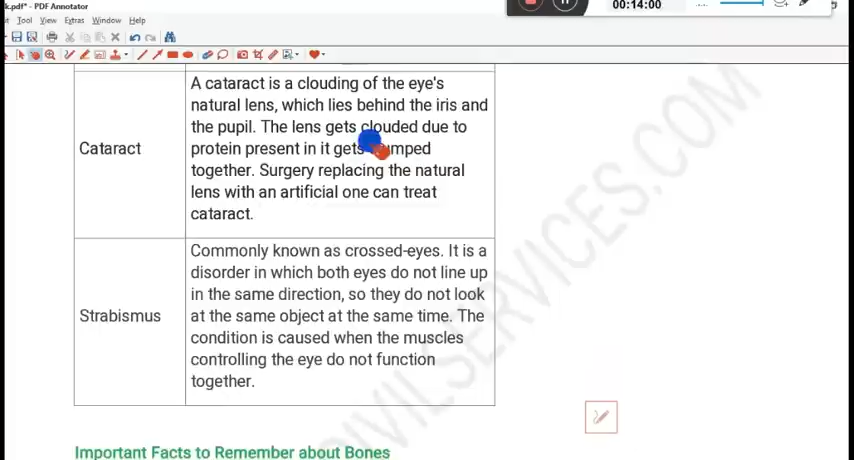 k.pdf* - PDF Annotator
00:14:00
Tool View Extras Window Help
A cataract is a clouding of the eye's
natural lens, which lies behind the iris and
the pupil. The lens gets clouded due to
Cataract
protein present in it gets clumped
together. Surgery replacing the natural
lens with an artificial one can treat
cataract.
Commonly known as crossed-eyes. It is a
disorder in which both eyes do not line up
in the same direction, so they do not look
Strabismus
at the same object at the same time. The
condition is caused when the muscles
controlling the eye do not function
together.
Important Facts to Remember about Bones
CIVILSERVICES.COM